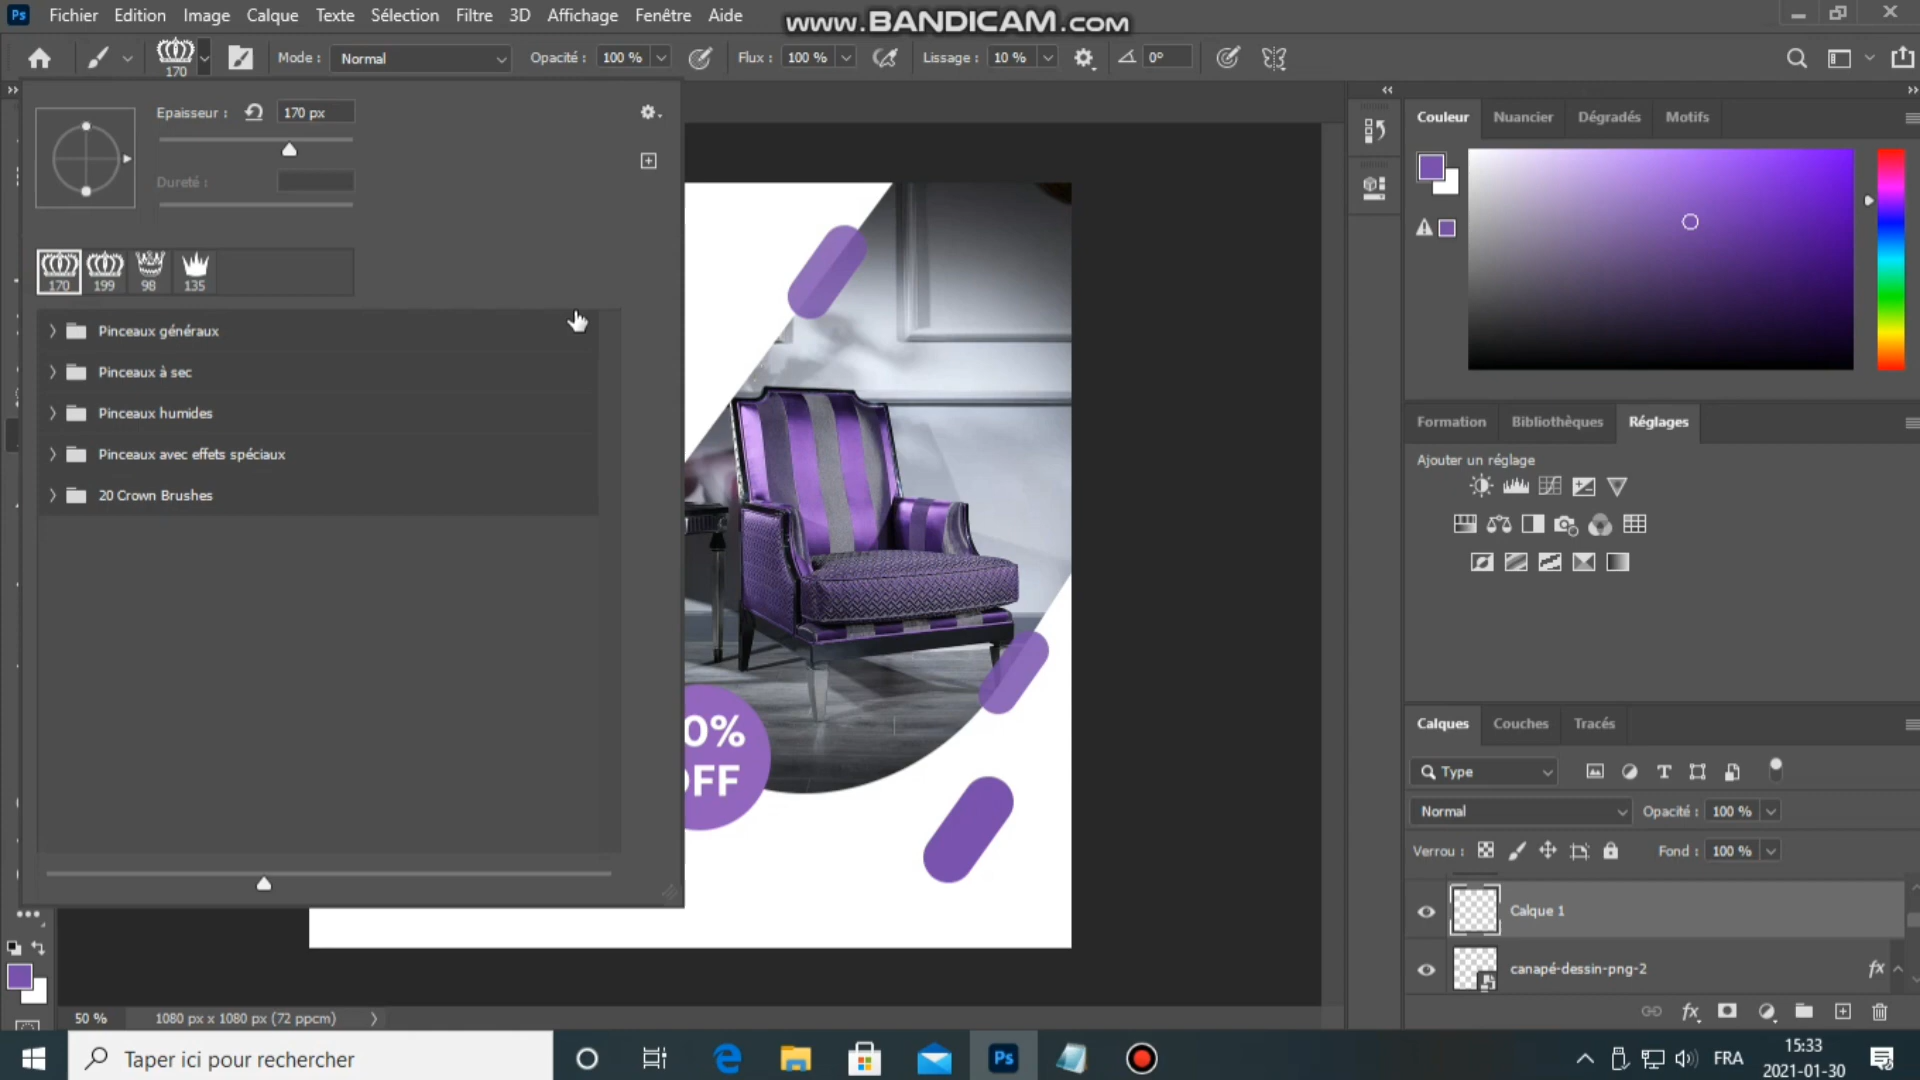 Ps Fichier Edition Image Calque Texte Sélection Filtre 3D Affichage Fenêtre Aide
www.BANDICAM.com
170 Mode : Normal Opacité : 100 % Flux : 100 % Lissage : 10 % 0°
Epaisseur : 170 px
Dureté :
170 199 98 135
Pinceaux généraux
Pinceaux à sec
Pinceaux humides
Pinceaux avec effets spéciaux
20 Crown Brushes
0%
OFF
Couleur Nuancier Dégradés Motifs
Formation Bibliothèques Réglages
Ajouter un réglage
Calques Couches Tracés
Type
Normal Opacité : 100 %
Verrou : Fond : 100 %
Calque 1
canapé-dessin-png-2 fx
fx
50 % 1080 px x 1080 px (72 ppcm)
Taper ici pour rechercher
Ps
FRA
15:33
2021-01-30